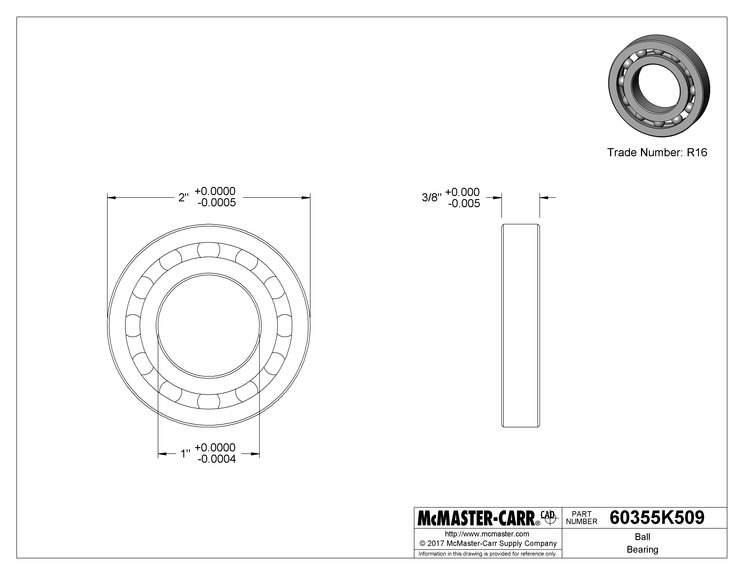 Trade Number: R16
2" +0.0000
-0.0005
3/8" +0.000
-0.005
1" +0.0000
-0.0004
McMASTER-CARR® CAD
http://www.mcmaster.com
© 2017 McMaster-Carr Supply Company
Information in this drawing is provided for reference only.
PART
NUMBER
60355K509
Ball
Bearing